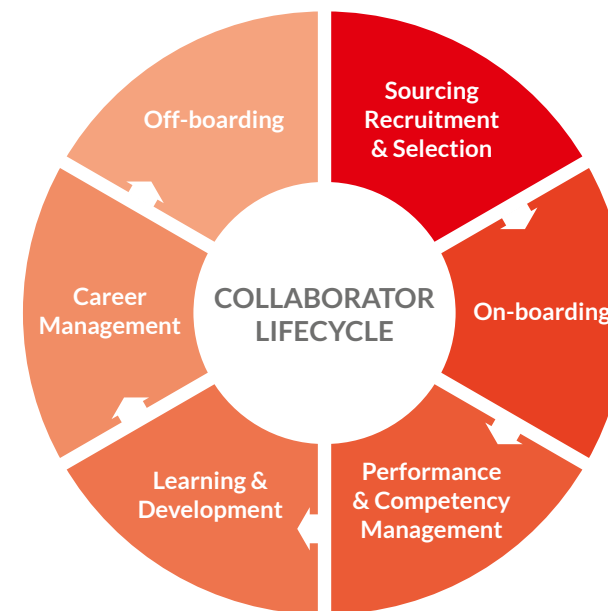 Sourcing
Recruitment
& Selection
On-boarding
Performance
& Competency
Management
Learning &
Development
Career
Management
Off-boarding
COLLABORATOR
LIFECYCLE